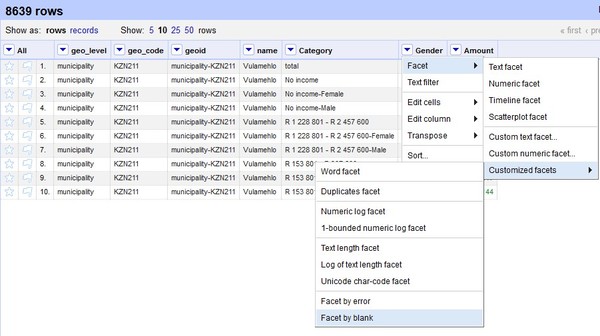 8639 rows
Show as: rows records Show: 5 10 25 50 rows « first ‹ pre
All geo_level geo_code geoid name Category Gender Amount
1. municipality KZN211 municipality-KZN211 Vulamehlo total
2. municipality KZN211 municipality-KZN211 Vulamehlo No income
3. municipality KZN211 municipality-KZN211 Vulamehlo No income-Female
4. municipality KZN211 municipality-KZN211 Vulamehlo No income-Male
5. municipality KZN211 municipality-KZN211 Vulamehlo R 1 228 801 - R 2 457 600
6. municipality KZN211 municipality-KZN211 Vulamehlo R 1 228 801 - R 2 457 600-Female
7. municipality KZN211 municipality-KZN211 Vulamehlo R 1 228 801 - R 2 457 600-Male
8. municipality KZN211 municipality-KZN211 Vulamehlo R 153 80
9. municipality KZN211 municipality-KZN211 Vulamehlo R 153 801
10. municipality KZN211 municipality-KZN211 Vulamehlo R 153 801 44
Facet
Text filter
Edit cells
Edit column
Transpose
Sort...
Text facet
Numeric facet
Timeline facet
Scatterplot facet
Custom text facet...
Custom numeric facet...
Customized facets
Word facet
Duplicates facet
Numeric log facet
1-bounded numeric log facet
Text length facet
Log of text length facet
Unicode char-code facet
Facet by error
Facet by blank